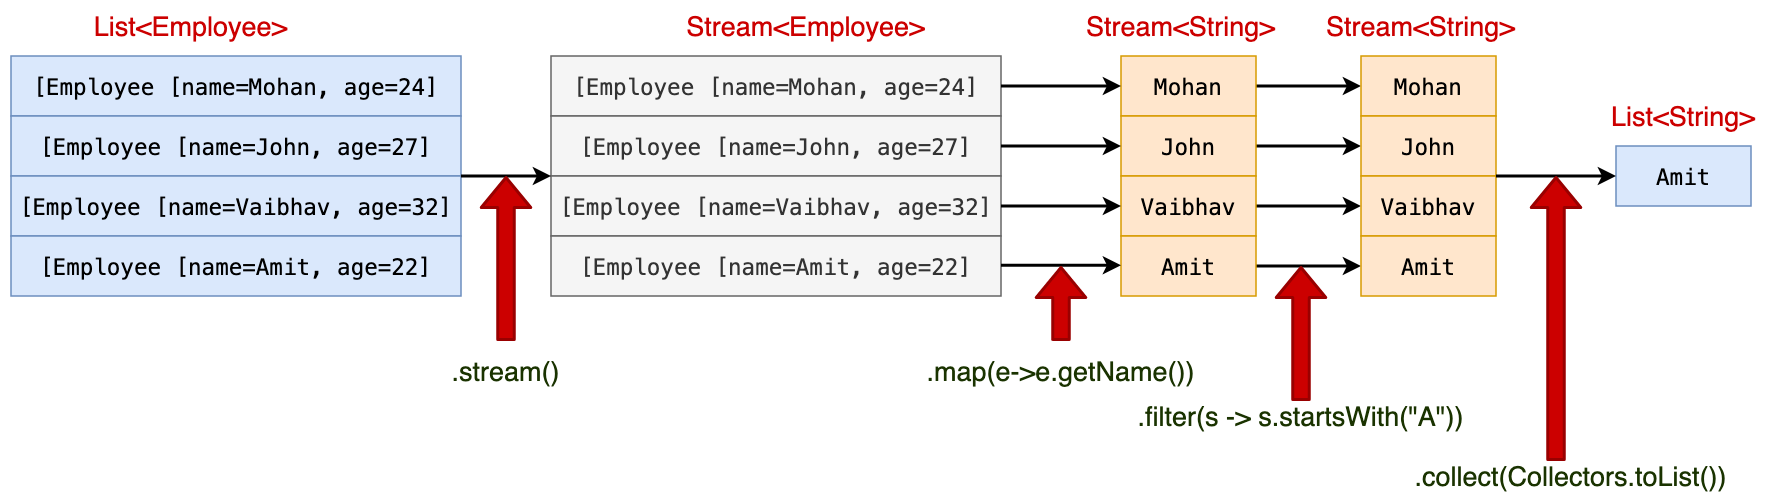 List<Employee>
[Employee [name=Mohan, age=24]
[Employee [name=John, age=27]
[Employee [name=Vaibhav, age=32]
[Employee [name=Amit, age=22]
.stream()
Stream<Employee>
[Employee [name=Mohan, age=24]
[Employee [name=John, age=27]
[Employee [name=Vaibhav, age=32]
[Employee [name=Amit, age=22]
.map(e->e.getName())
Stream<String>
Mohan
John
Vaibhav
Amit
.filter(s -> s.startsWith("A"))
Stream<String>
Mohan
John
Vaibhav
Amit
.collect(Collectors.toList())
List<String>
Amit